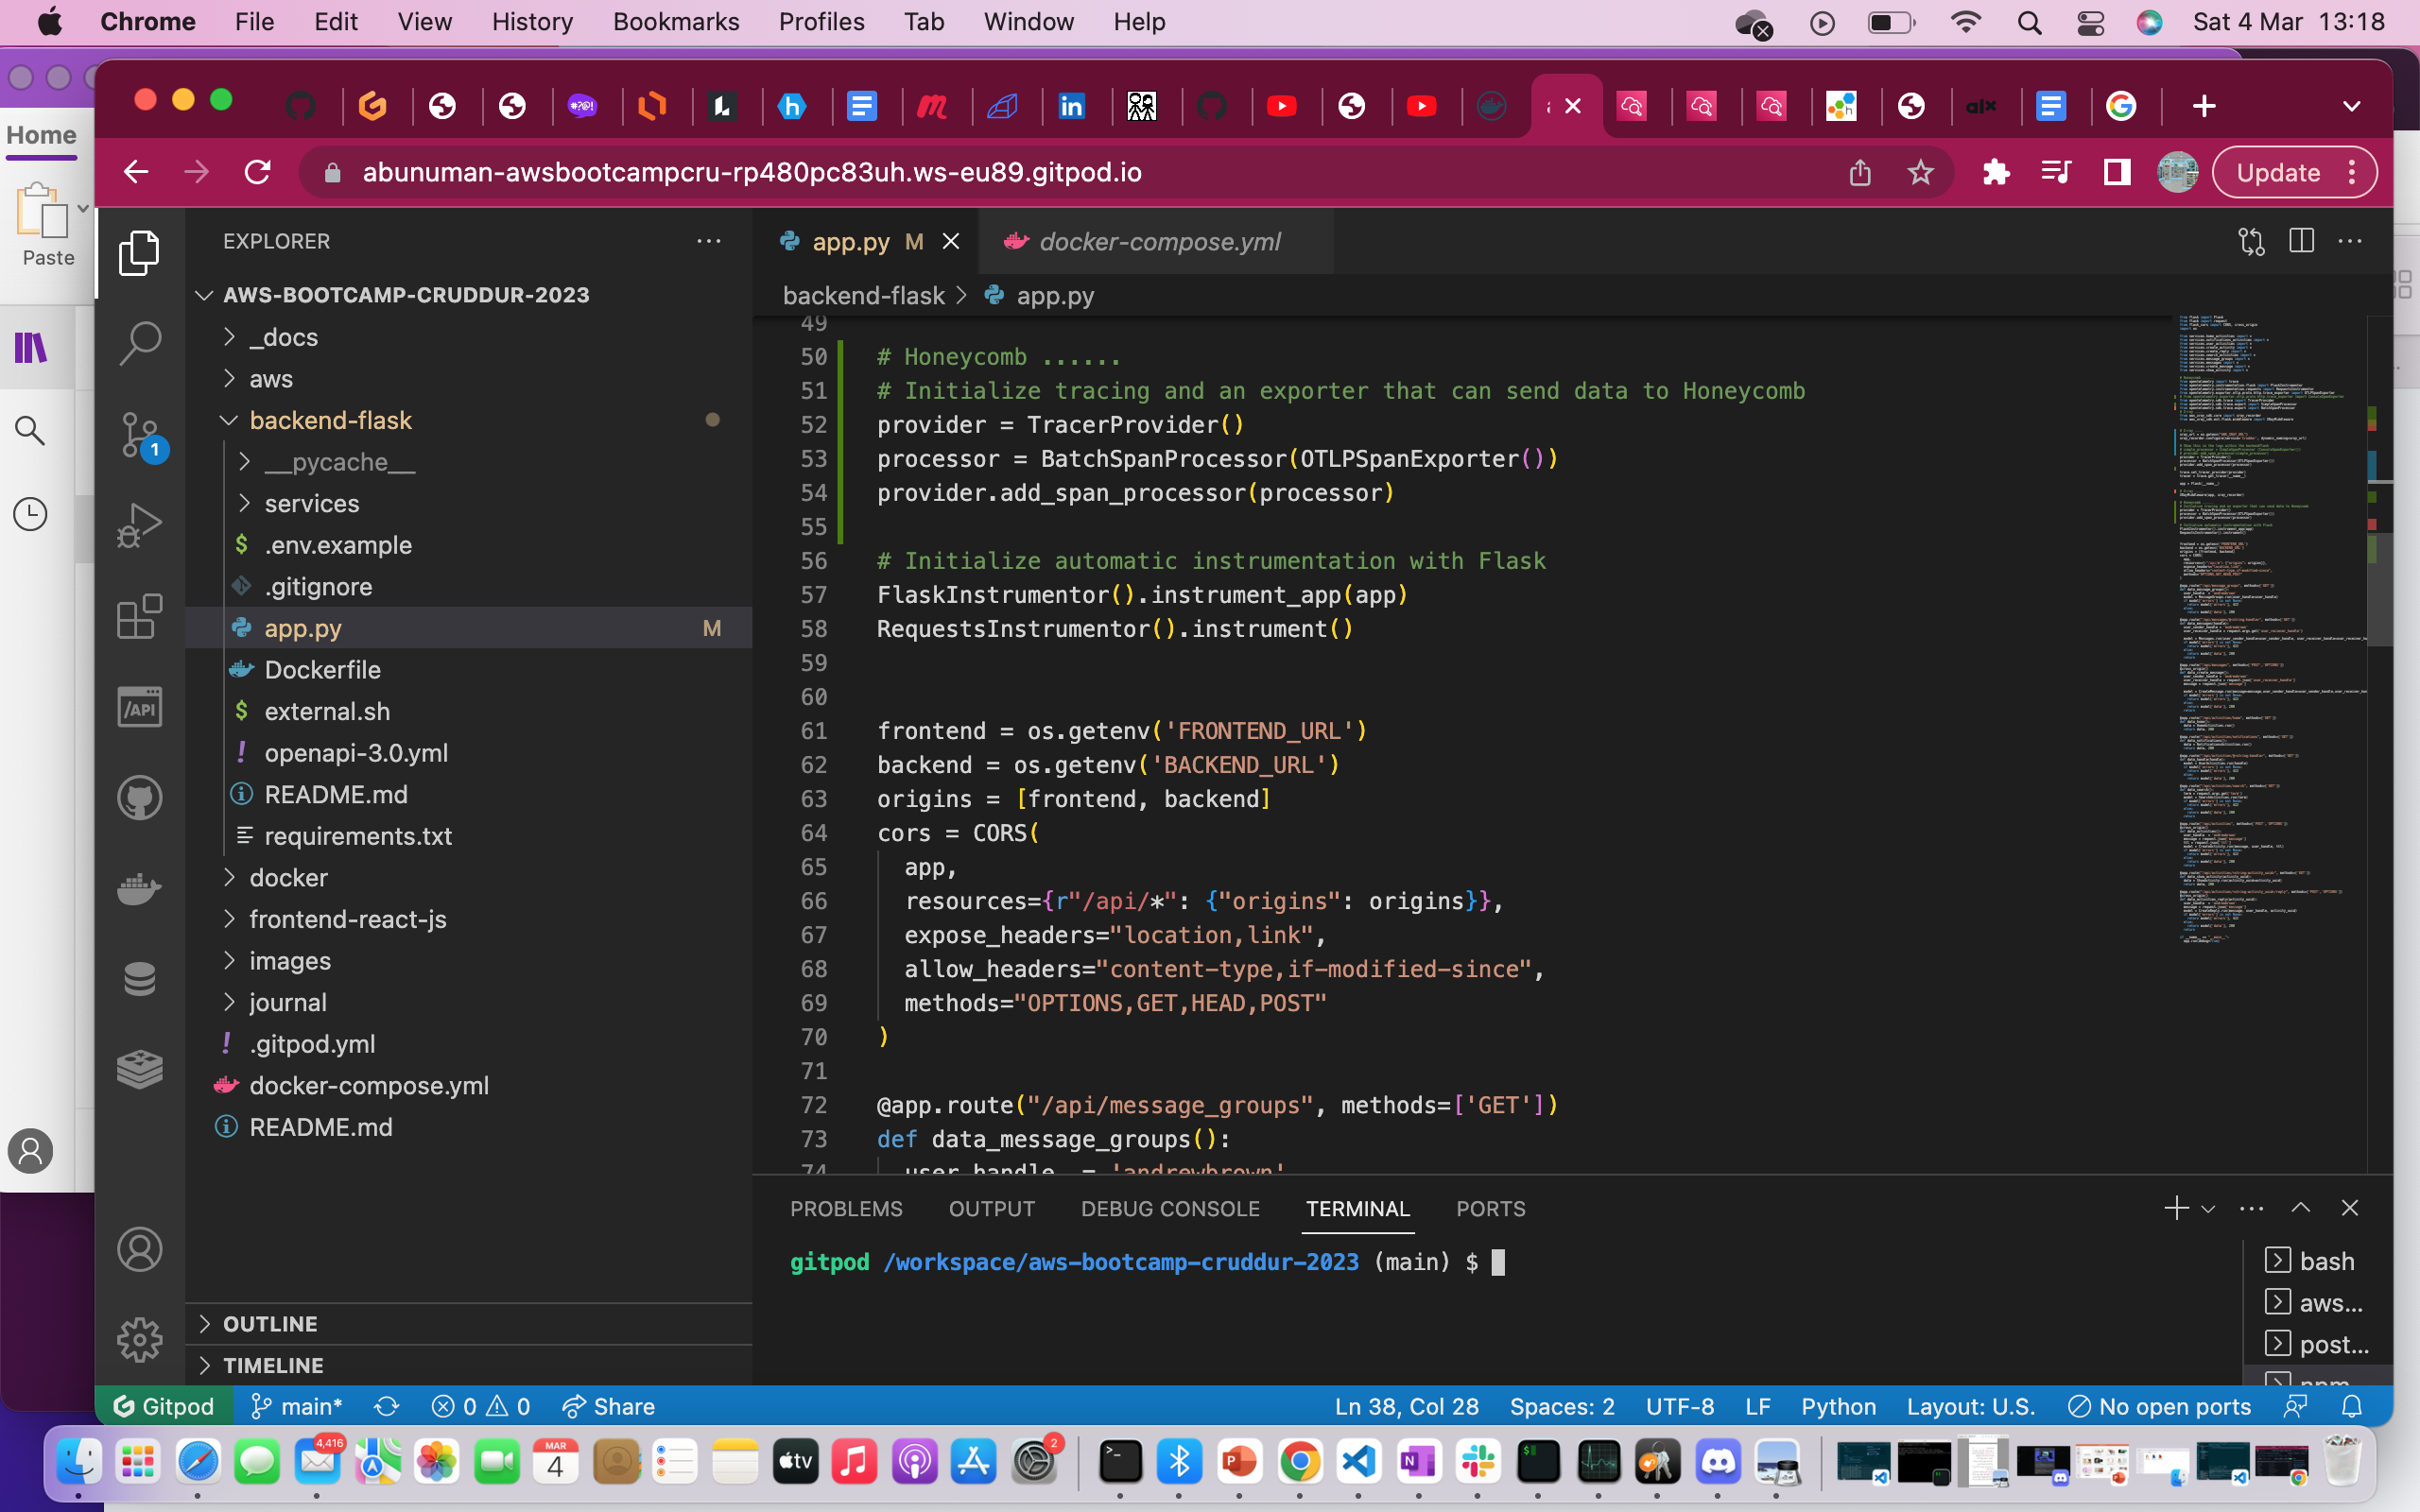 Chrome File Edit View History Bookmarks Profiles Tab Window Help Sat 4 Mar 13:18
Home
Paste
abunuman-awsbootcampcru-rp480pc83uh.ws-eu89.gitpod.io
Update
EXPLORER
app.py M
docker-compose.yml
AWS-BOOTCAMP-CRUDDUR-2023
_docs
aws
backend-flask
__pycache__
services
.env.example
.gitignore
app.py M
Dockerfile
external.sh
openapi-3.0.yml
README.md
requirements.txt
docker
frontend-react-js
images
journal
.gitpod.yml
docker-compose.yml
README.md
OUTLINE
TIMELINE
1
/API
backend-flask > app.py
49
50 # Honeycomb ......
51 # Initialize tracing and an exporter that can send data to Honeycomb
52 provider = TracerProvider()
53 processor = BatchSpanProcessor(OTLPSpanExporter())
54 provider.add_span_processor(processor)
55
56 # Initialize automatic instrumentation with Flask
57 FlaskInstrumentor().instrument_app(app)
58 RequestsInstrumentor().instrument()
59
60
61 frontend = os.getenv('FRONTEND_URL')
62 backend = os.getenv('BACKEND_URL')
63 origins = [frontend, backend]
64 cors = CORS(
65 app,
66 resources={r"/api/*": {"origins": origins}},
67 expose_headers="location,link",
68 allow_headers="content-type,if-modified-since",
69 methods="OPTIONS,GET,HEAD,POST"
70 )
71
72 @app.route("/api/message_groups", methods=['GET'])
73 def data_message_groups():
74 user_handle = 'andrewbrown'
PROBLEMS OUTPUT DEBUG CONSOLE TERMINAL PORTS
gitpod /workspace/aws-bootcamp-cruddur-2023 (main) $
bash
aws...
post...
npm
Gitpod main* 0 0 Share Ln 38, Col 28 Spaces: 2 UTF-8 LF Python Layout: U.S. No open ports
4,416
MAR
4
tv
2